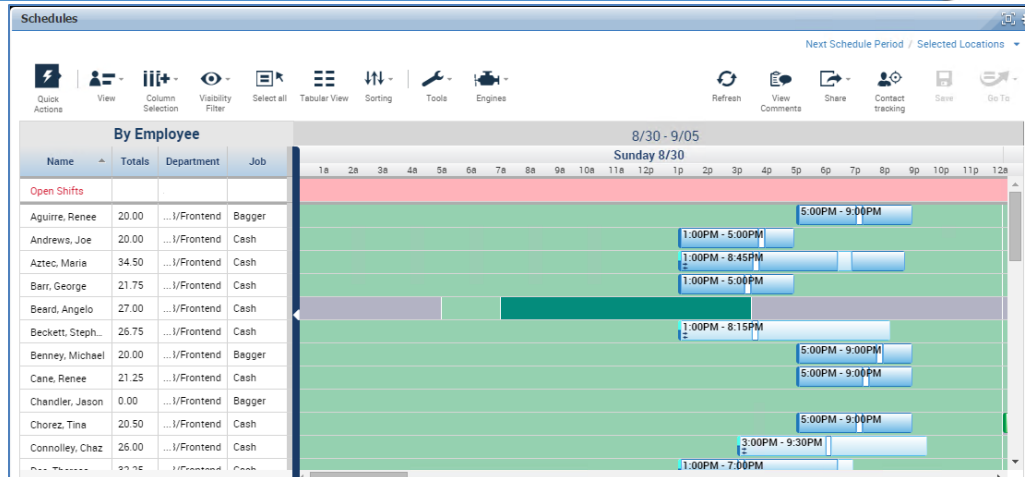 Schedules
Next Schedule Period / Selected Locations
Quick Actions
View
Column Selection
Visibility Filter
Select all
Tabular View
Sorting
Tools
Engines
Refresh
View Comments
Share
Contact tracking
Save
Go To
By Employee
8/30 - 9/05
Name Totals Department Job
Sunday 8/30
1a 2a 3a 4a 5a 6a 7a 8a 9a 10a 11a 12p 1p 2p 3p 4p 5p 6p 7p 8p 9p 10p 11p 12a
Open Shifts
Aguirre, Renee 20.00 ...)/Frontend Bagger 5:00PM - 9:00PM
Andrews, Joe 20.00 ...)/Frontend Cash 1:00PM - 5:00PM
Aztec, Maria 34.50 ...)/Frontend Cash 1:00PM - 8:45PM
Barr, George 21.75 ...)/Frontend Cash 1:00PM - 5:00PM
Beard, Angelo 27.00 ...)/Frontend Cash
Beckett, Steph... 26.75 ...)/Frontend Cash 1:00PM - 8:15PM
Benney, Michael 20.00 ...)/Frontend Bagger 5:00PM - 9:00PM
Cane, Renee 21.25 ...)/Frontend Cash 5:00PM - 9:00PM
Chandler, Jason 0.00 ...)/Frontend Bagger
Chorez, Tina 20.50 ...)/Frontend Cash 5:00PM - 9:00PM
Connolley, Chaz 26.00 ...)/Frontend Cash 3:00PM - 9:30PM
1:00PM - 7:00PM